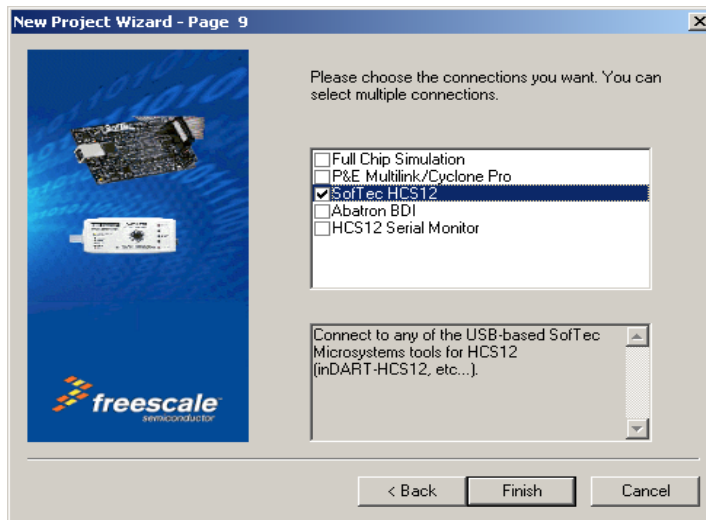 New Project Wizard - Page 9
Please choose the connections you want. You can
select multiple connections.
Full Chip Simulation
P&E Multilink/Cyclone Pro
SofTec HCS12
Abatron BDI
HCS12 Serial Monitor
Connect to any of the USB-based SofTec
Microsystems tools for HCS12
(inDART-HCS12, etc...).
freescale
semiconductor
< Back
Finish
Cancel